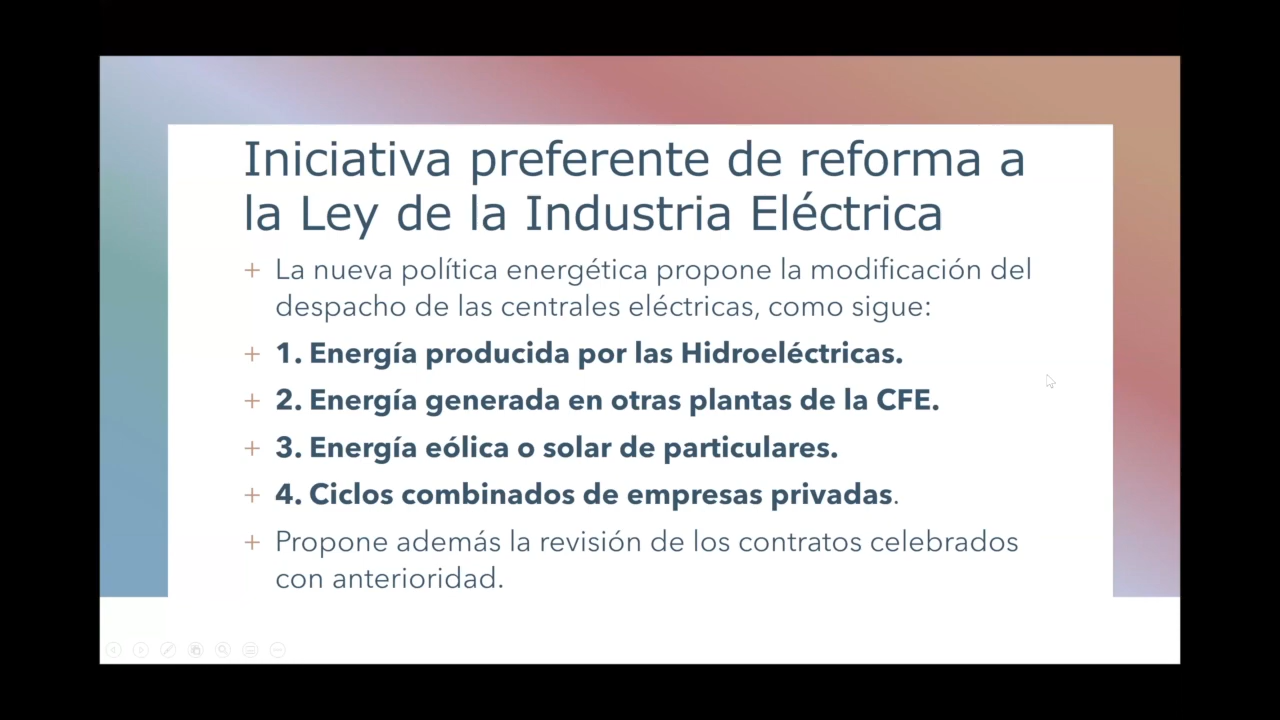 Iniciativa preferente de reforma a
la Ley de la Industria Eléctrica
+ La nueva política energética propone la modificación del
despacho de las centrales eléctricas, como sigue:
+ 1. Energía producida por las Hidroeléctricas.
+ 2. Energía generada en otras plantas de la CFE.
+ 3. Energía eólica o solar de particulares.
+ 4. Ciclos combinados de empresas privadas.
+ Propone además la revisión de los contratos celebrados
con anterioridad.